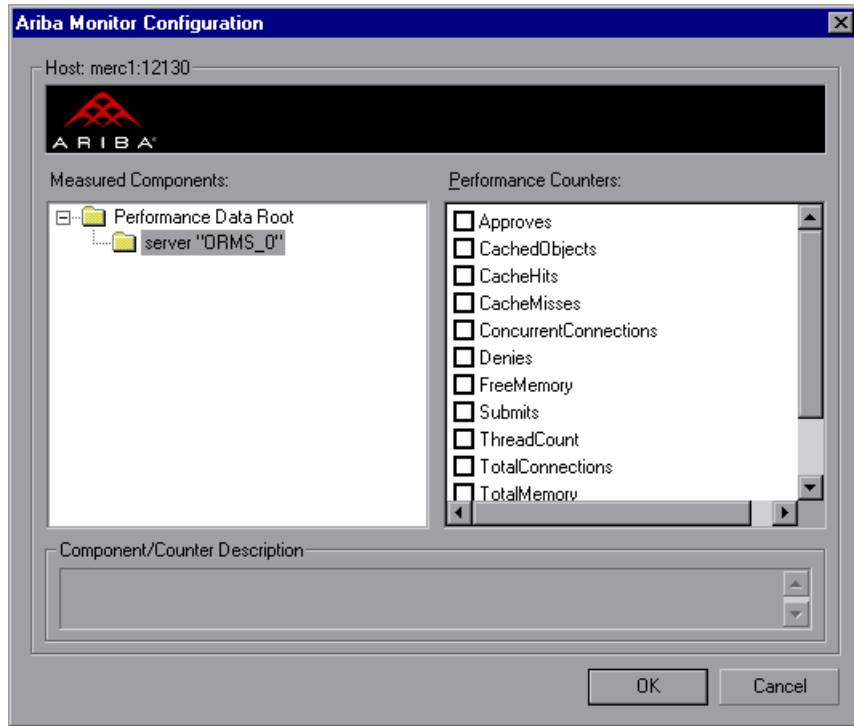 Ariba Monitor Configuration
Host: merc1:12130
ARIBA®
Measured Components:
Performance Data Root
server "ORMS_0"
Performance Counters:
Approves
CachedObjects
CacheHits
CacheMisses
ConcurrentConnections
Denies
FreeMemory
Submits
ThreadCount
TotalConnections
TotalMemory
Component/Counter Description
OK
Cancel